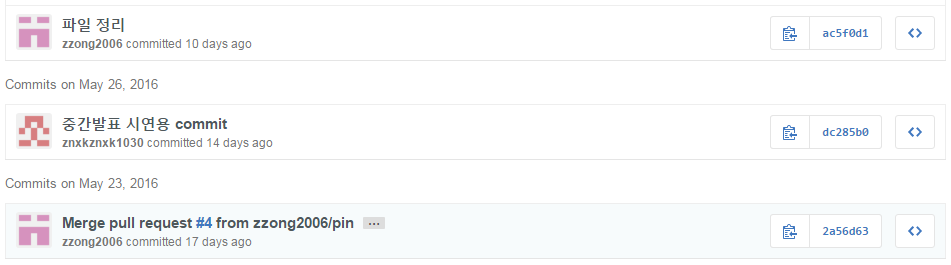 파일 정리
zzong2006 committed 10 days ago
ac5f0d1
Commits on May 26, 2016
중간발표 시연용 commit
znxkznxk1030 committed 14 days ago
dc285b0
Commits on May 23, 2016
Merge pull request #4 from zzong2006/pin …
zzong2006 committed 17 days ago
2a56d63